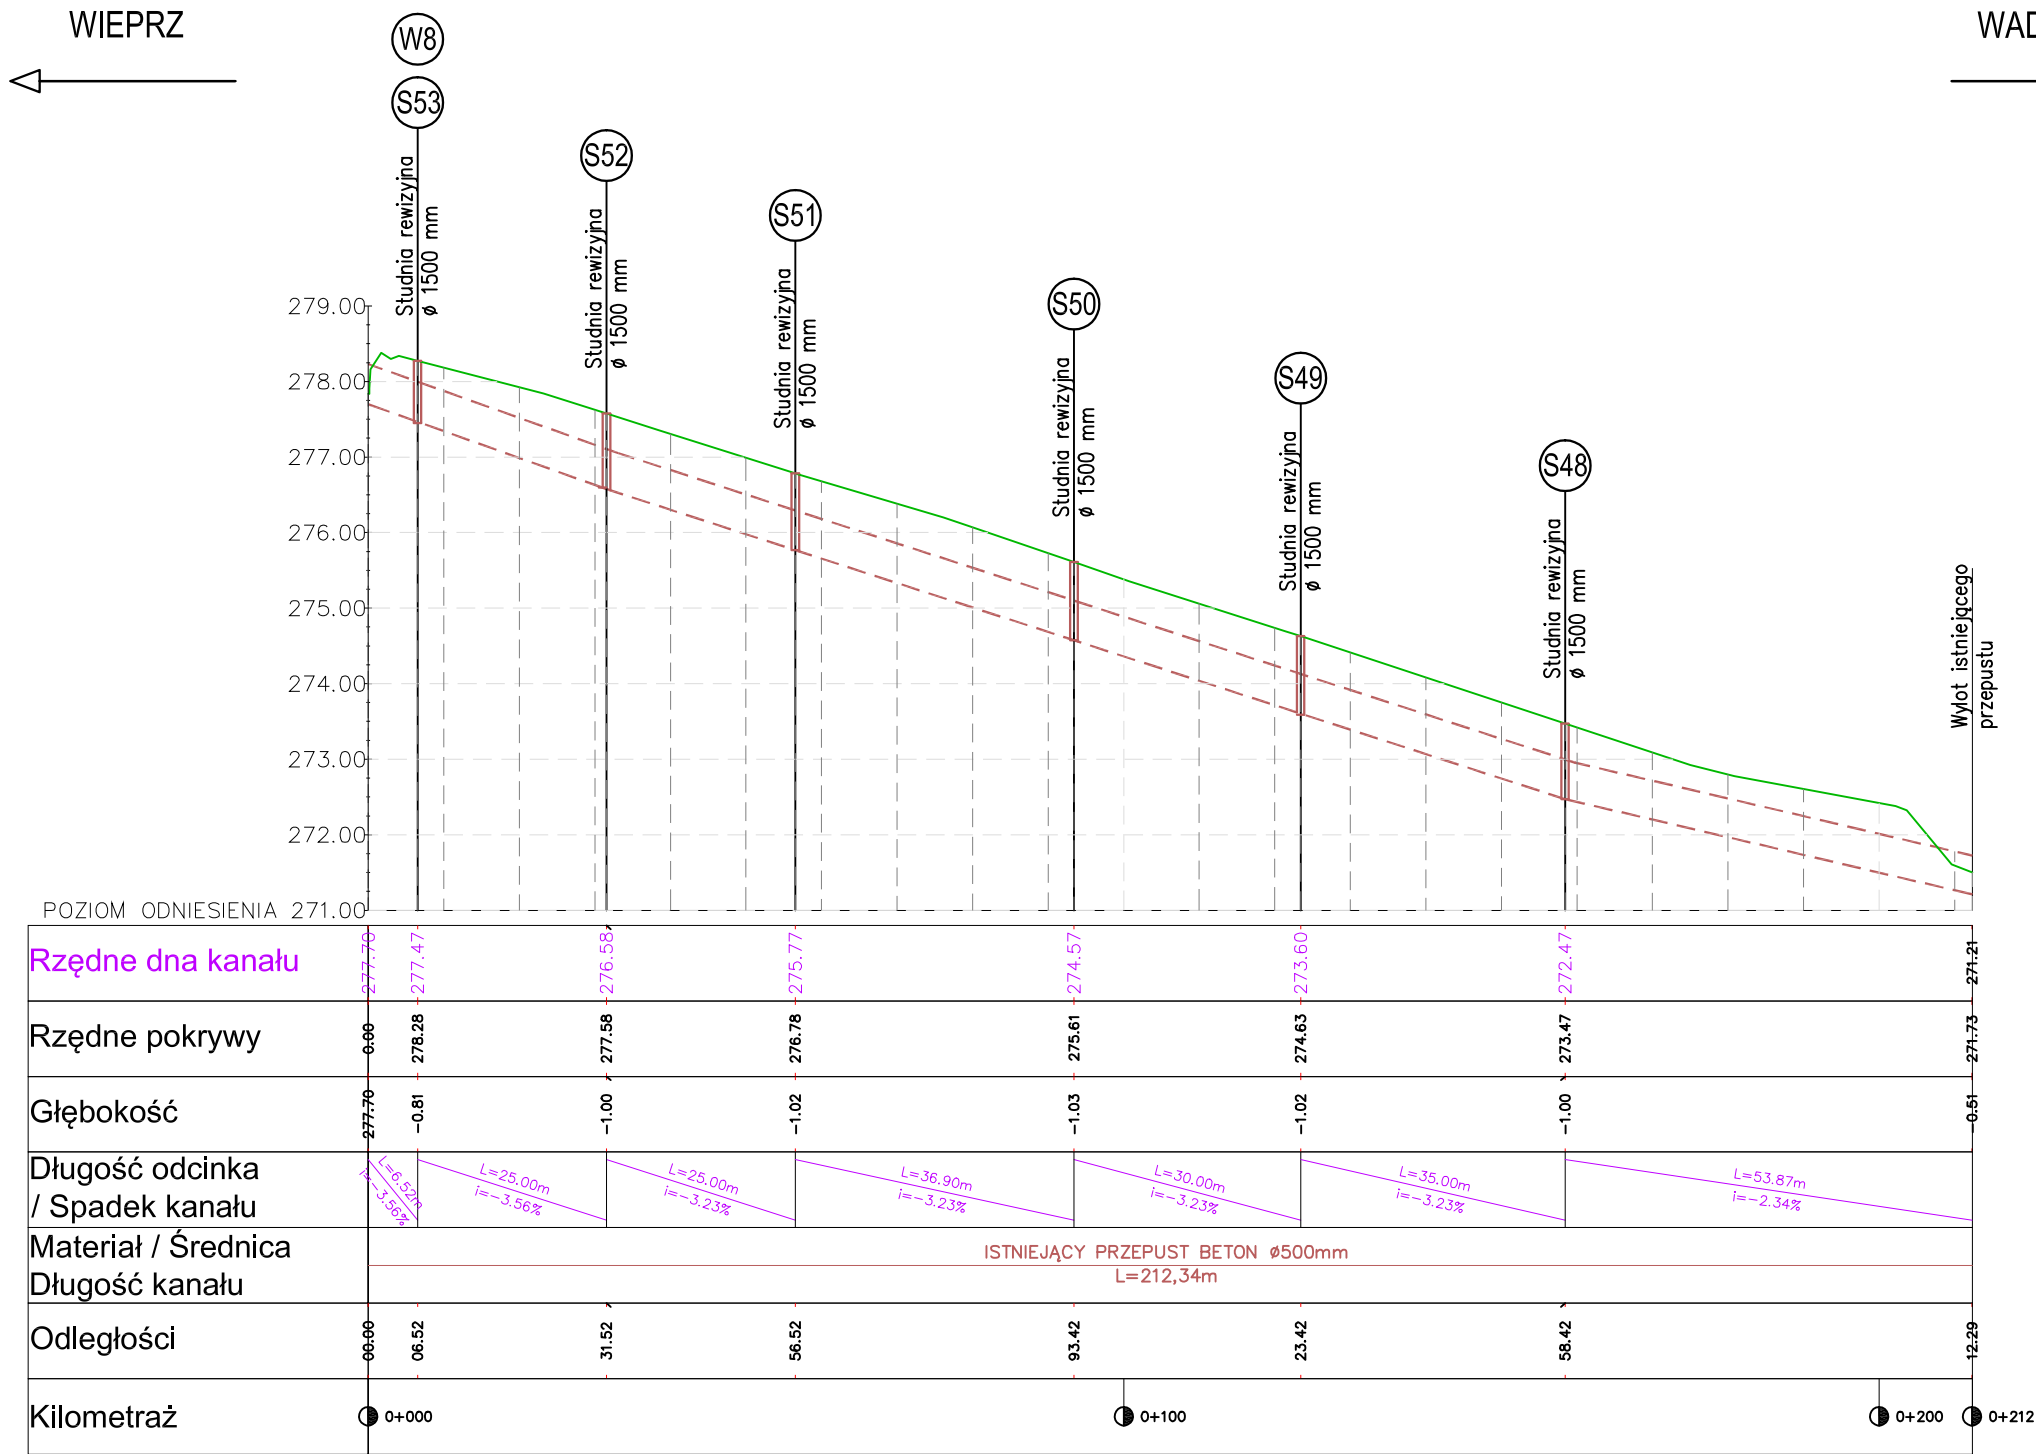 WIEPRZ
WAD
W8
S53
S52
S51
S50
S49
S48
Studnia rewizyjna
ø 1500 mm
Studnia rewizyjna
ø 1500 mm
Studnia rewizyjna
ø 1500 mm
Studnia rewizyjna
ø 1500 mm
Studnia rewizyjna
ø 1500 mm
Studnia rewizyjna
ø 1500 mm
Wylot istniejącego
przepustu
279.00
278.00
277.00
276.00
275.00
274.00
273.00
272.00
POZIOM ODNIESIENIA 271.00
Rzędne dna kanału 277.70 277.47 276.58 275.77 274.57 273.60 272.47 271.21
Rzędne pokrywy 0.00 278.28 277.58 276.78 275.61 274.63 273.47 271.73
Głębokość 277.70 -0.81 -1.00 -1.02 -1.03 -1.02 -1.00 -0.51
Długość odcinka
/ Spadek kanału
L=6.52m
i=-3.56%
L=25.00m
i=-3.56%
L=25.00m
i=-3.23%
L=36.90m
i=-3.23%
L=30.00m
i=-3.23%
L=35.00m
i=-3.23%
L=53.87m
i=-2.34%
Materiał / Średnica
Długość kanału
ISTNIEJĄCY PRZEPUST BETON Ø500mm
L=212,34m
Odległości 00.00 06.52 31.52 56.52 93.42 23.42 58.42 12.29
Kilometraż 0+000 0+100 0+200 0+212